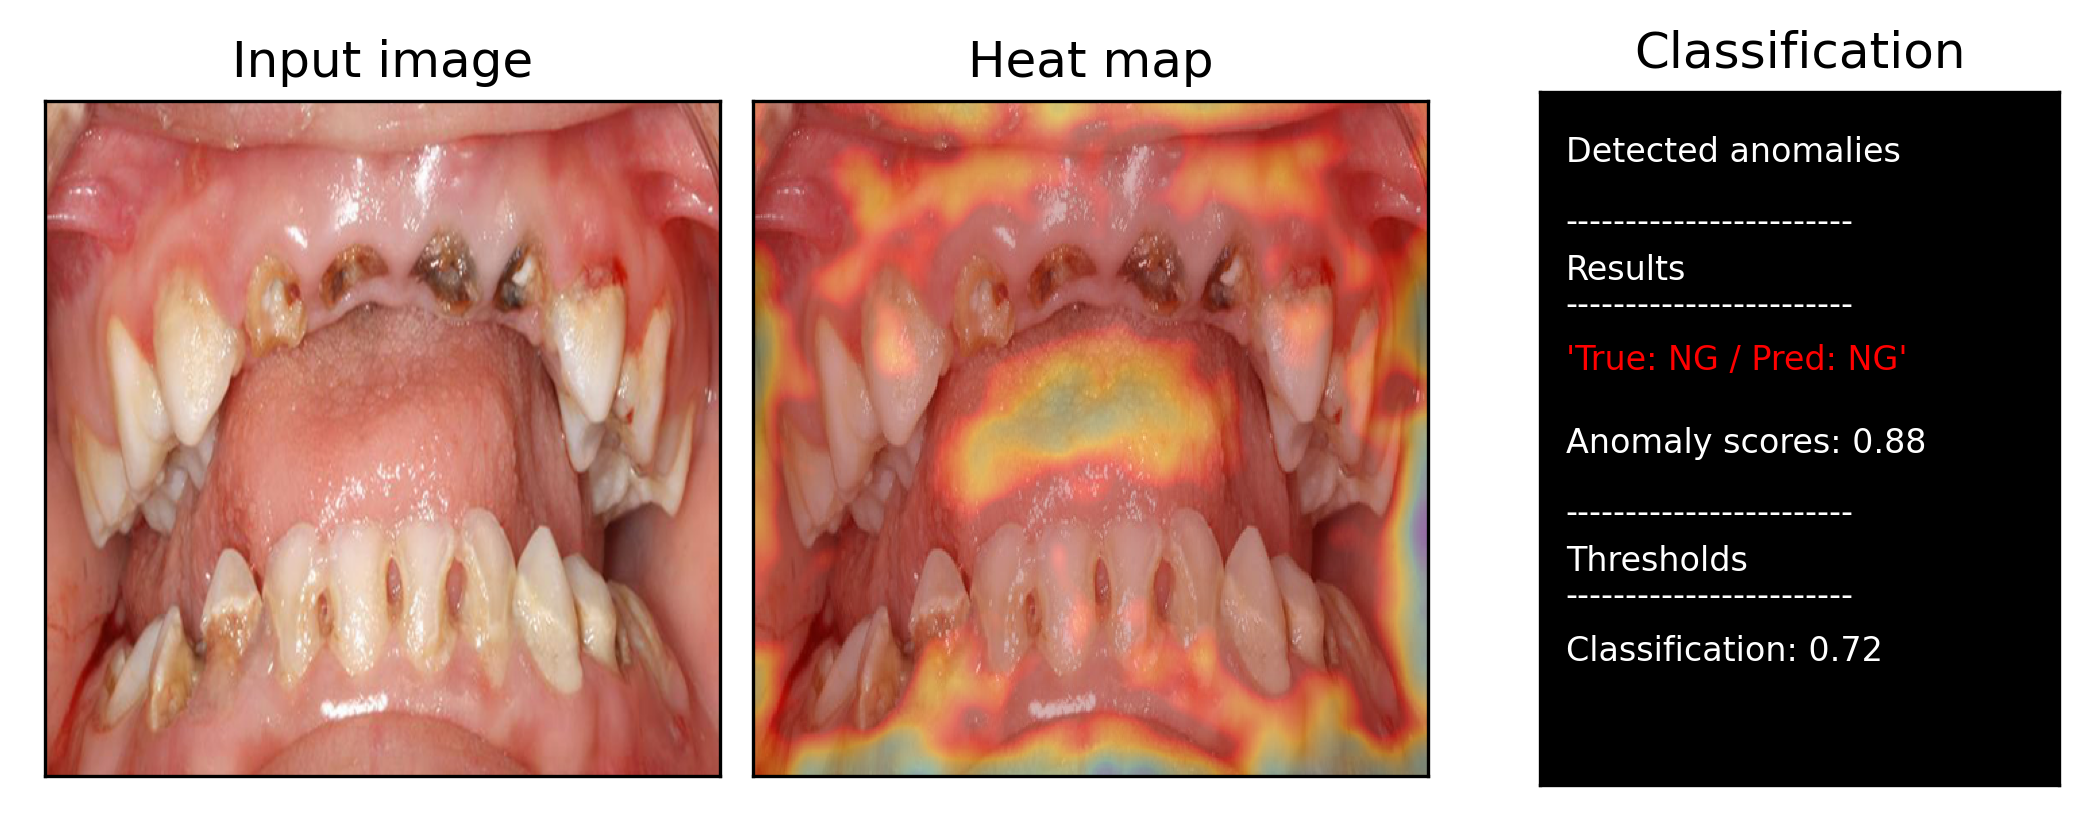 Input image
Heat map
Classification
Detected anomalies
------------------------
Results
------------------------
'True: NG / Pred: NG'
Anomaly scores: 0.88
------------------------
Thresholds
------------------------
Classification: 0.72